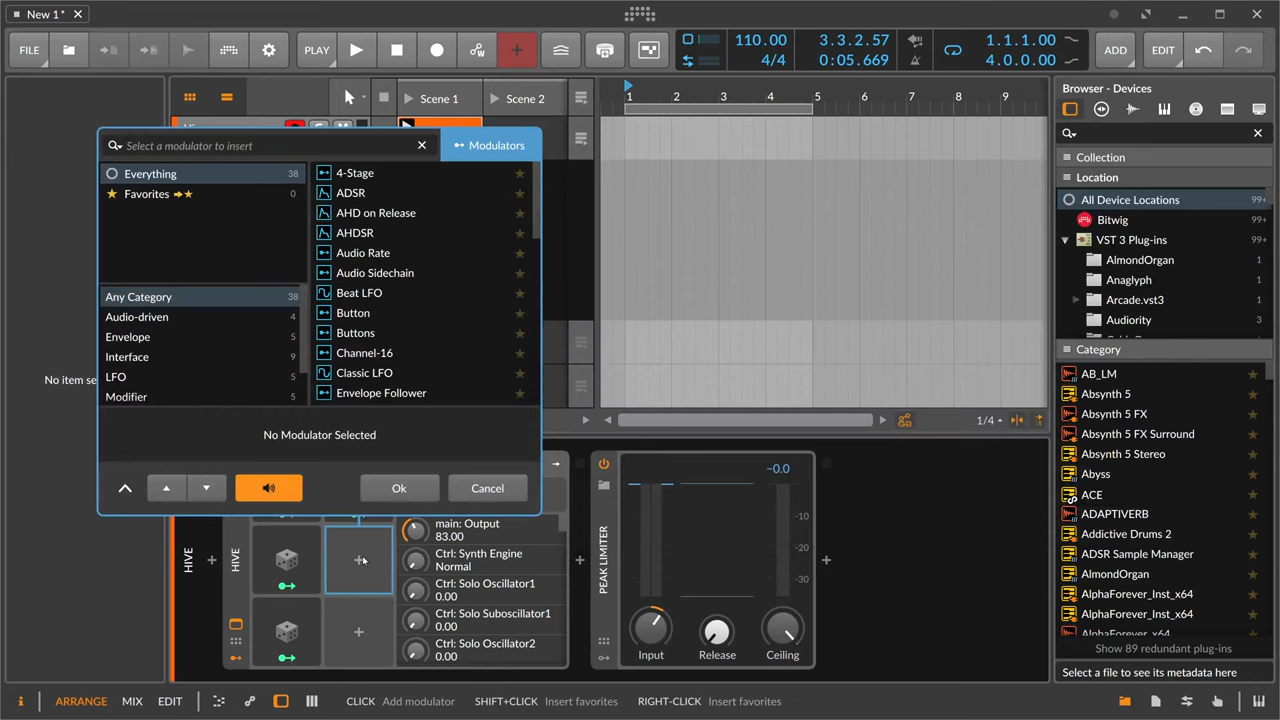 New 1*
FILE
PLAY
110.00
4/4
3.3.2.57
0:05.669
1.1.1.00
4.0.0.00
ADD
EDIT
Scene 1
Scene 2
1 2 3 4 5 6 7 8 9
Select a modulator to insert
Modulators
Everything 38
Favorites 0
Any Category 38
Audio-driven 4
Envelope 5
Interface 9
LFO 5
Modifier 5
4-Stage
ADSR
AHD on Release
AHDSR
Audio Rate
Audio Sidechain
Beat LFO
Button
Buttons
Channel-16
Classic LFO
Envelope Follower
No Modulator Selected
Ok
Cancel
No item se
1/4
HIVE
HIVE
main: Output
83.00
Ctrl: Synth Engine
Normal
Ctrl: Solo Oscillator1
0.00
Ctrl: Solo Suboscillator1
0.00
Ctrl: Solo Oscillator2
0.00
PEAK LIMITER
−0.0
-10
-20
-30
Input
Release
Ceiling
Browser - Devices
Collection
Location
All Device Locations 99+
Bitwig 99+
VST 3 Plug-ins 99+
AlmondOrgan 1
Anaglyph 1
Arcade.vst3 1
Audiority 3
Category
AB_LM
Absynth 5
Absynth 5 FX
Absynth 5 FX Surround
Absynth 5 Stereo
Abyss
ACE
ADAPTIVERB
Addictive Drums 2
ADSR Sample Manager
AlmondOrgan
AlphaForever_Inst_x64
AlphaForever_Inst_x64
AlphaForever_x64
Show 89 redundant plug-ins
Select a file to see its metadata here
i
ARRANGE
MIX
EDIT
CLICK Add modulator
SHIFT+CLICK Insert favorites
RIGHT-CLICK Insert favorites